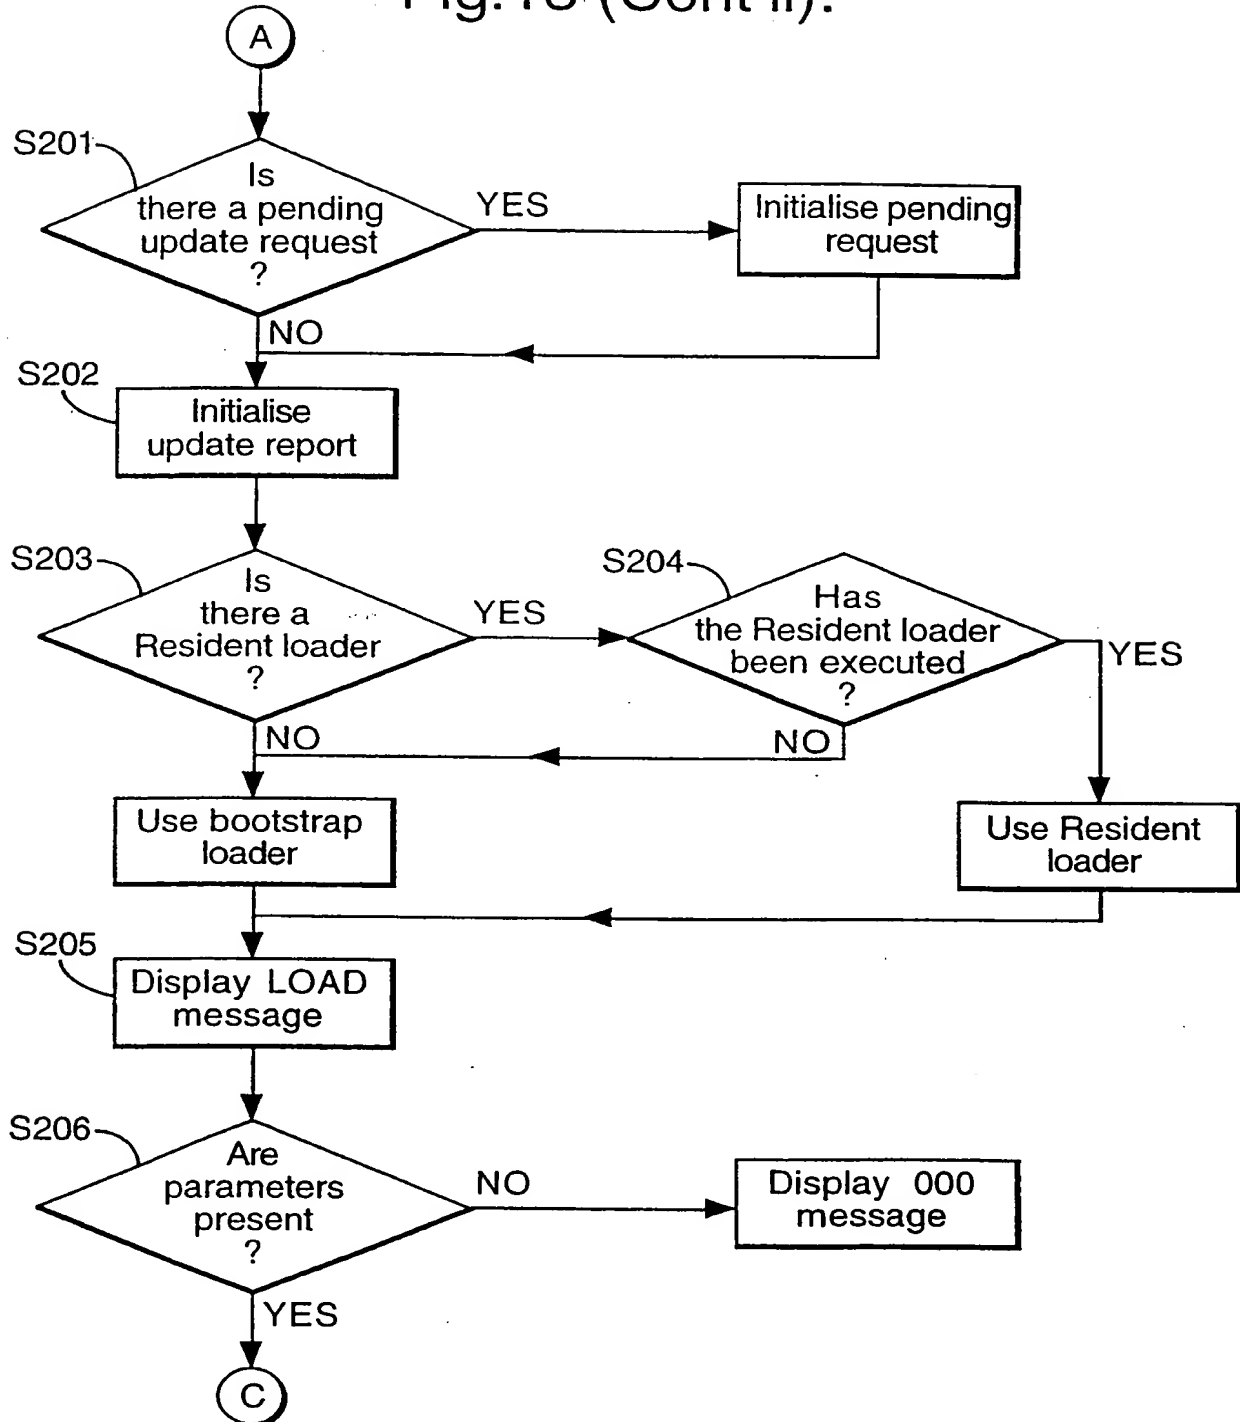 A
S201
Is
there a pending
update request
?
YES
Initialise pending
request
NO
S202
Initialise
update report
S203
Is
there a
Resident loader
?
YES
S204
Has
the Resident loader
been executed
?
YES
NO
NO
Use bootstrap
loader
Use Resident
loader
S205
Display LOAD
message
S206
Are
parameters
present
?
NO
Display 000
message
YES
C